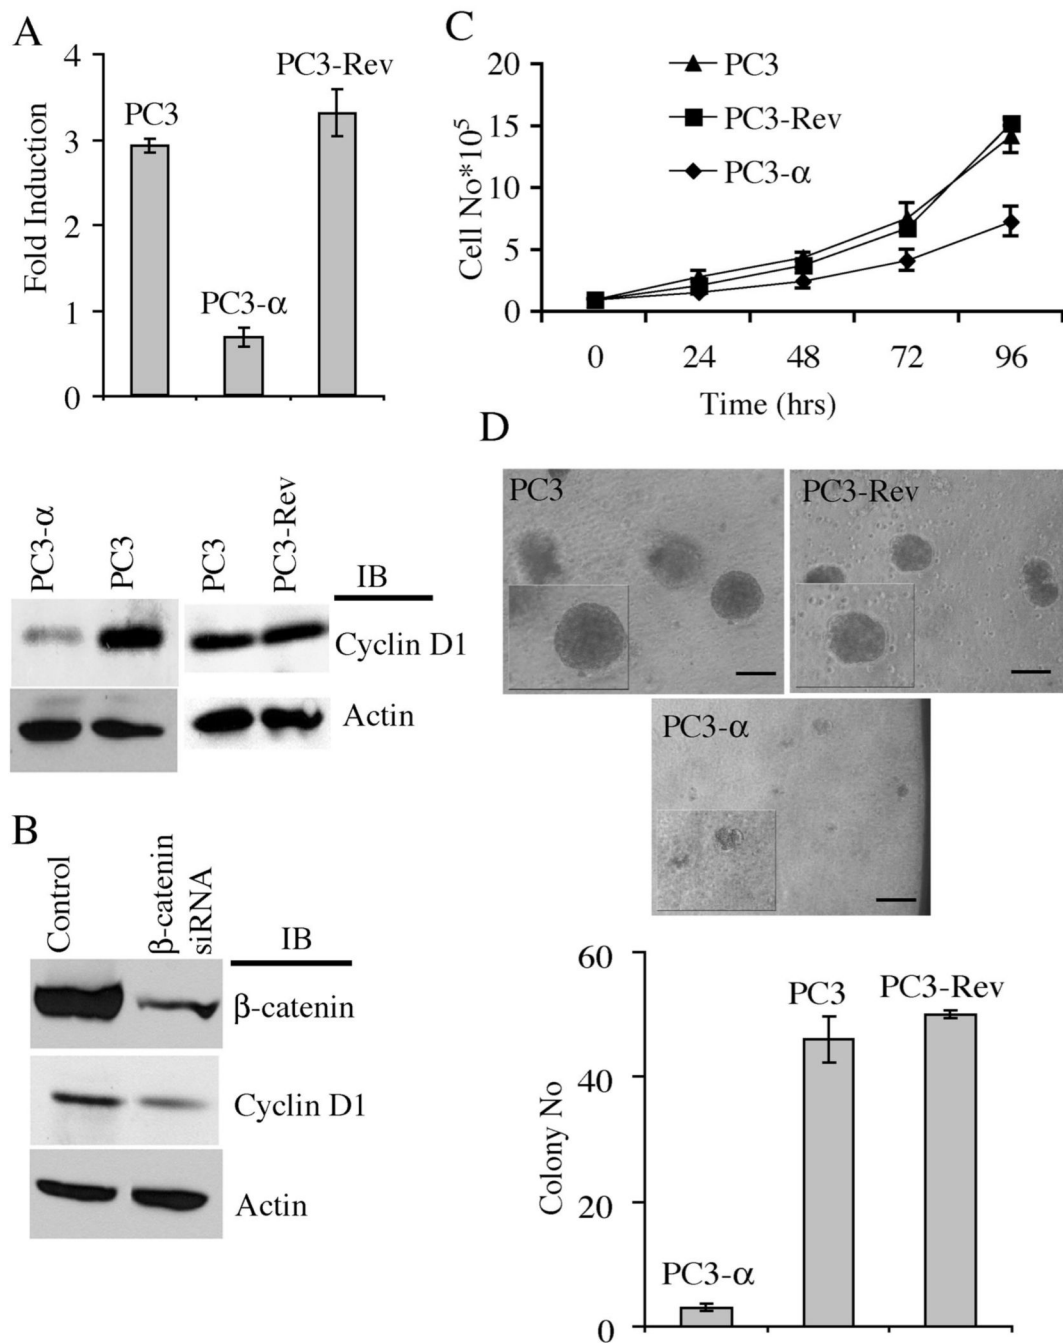 A
4
3
2
1
0
Fold Induction
PC3
PC3-α
PC3-Rev
PC3-α
PC3
PC3
PC3-Rev
IB
Cyclin D1
Actin
B
Control
β-catenin
siRNA
IB
β-catenin
Cyclin D1
Actin
C
PC3
PC3-Rev
PC3-α
20
15
10
5
0
Cell No*10⁵
0 24 48 72 96
Time (hrs)
D
PC3
PC3-Rev
PC3-α
60
40
20
0
Colony No
PC3-α
PC3
PC3-Rev